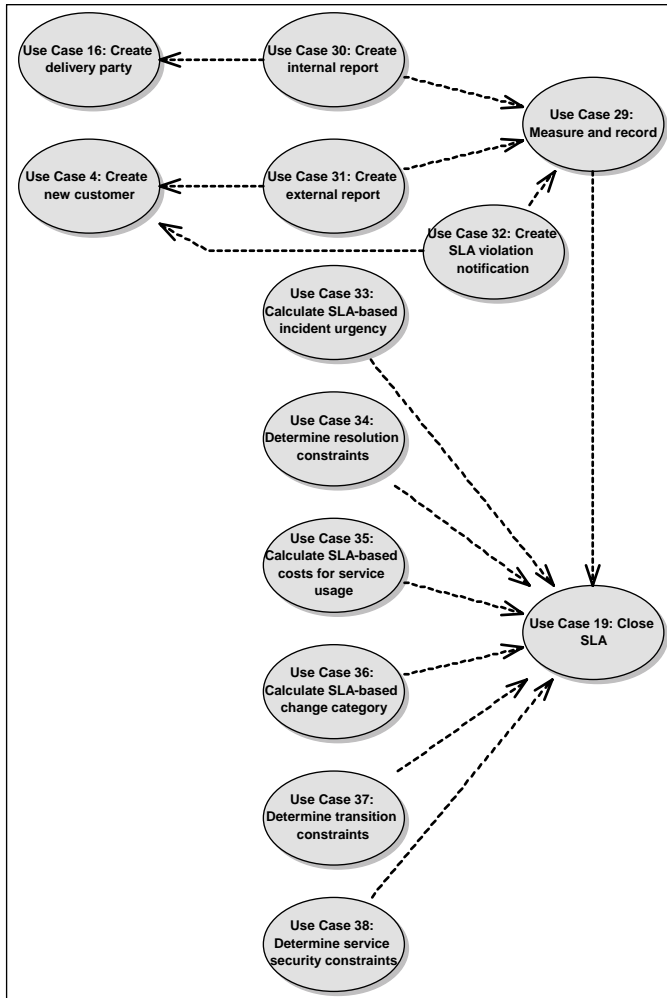 Use Case 16: Create
delivery party
Use Case 30: Create
internal report
Use Case 29:
Measure and record
Use Case 4: Create
new customer
Use Case 31: Create
external report
Use Case 32: Create
SLA violation
notification
Use Case 33:
Calculate SLA-based
incident urgency
Use Case 34:
Determine resolution
constraints
Use Case 35:
Calculate SLA-based
costs for service
usage
Use Case 19: Close
SLA
Use Case 36:
Calculate SLA-based
change category
Use Case 37:
Determine transition
constraints
Use Case 38:
Determine service
security constraints